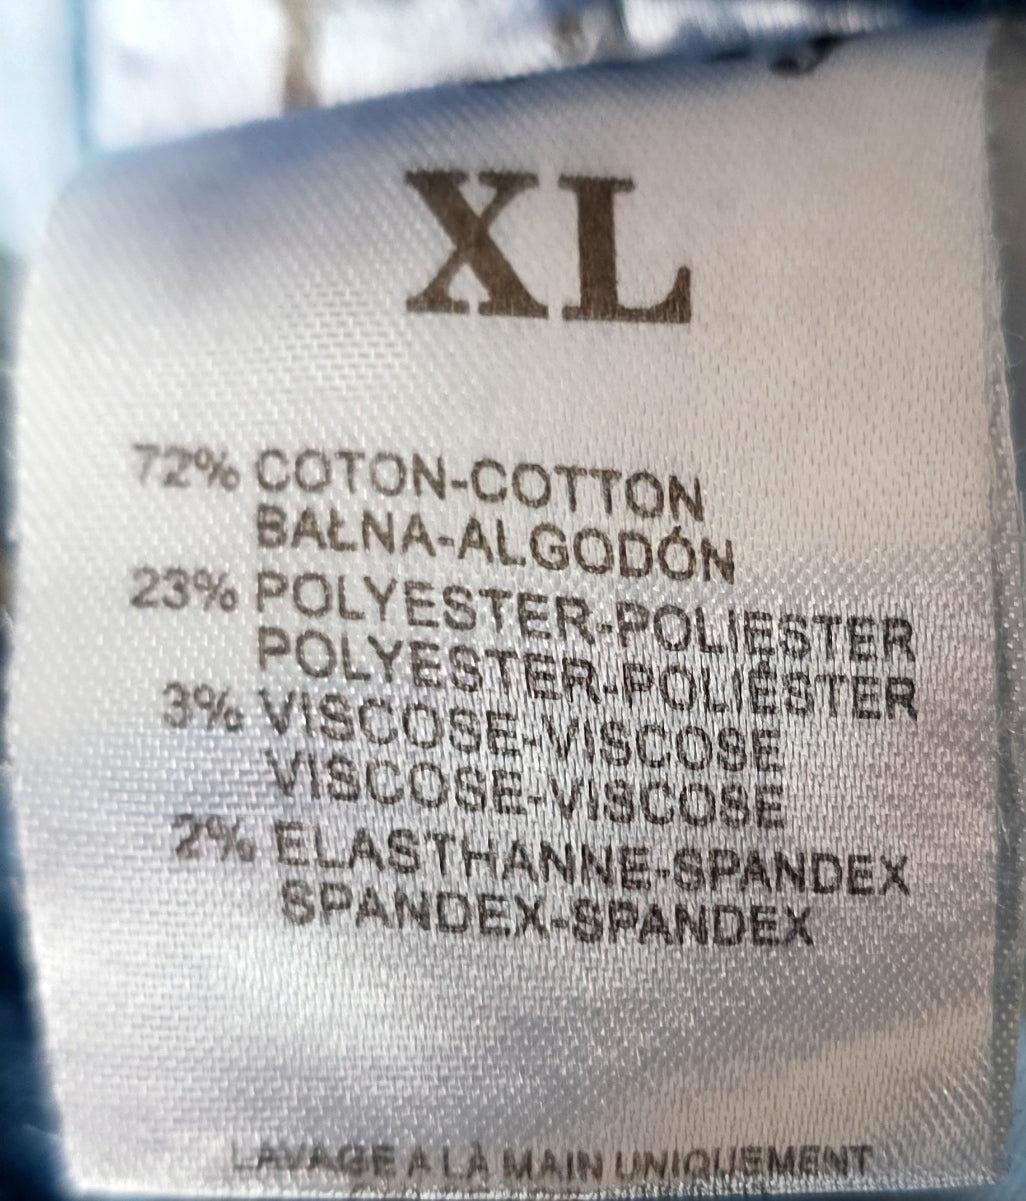 XL
72% COTON-COTTON
BAŁNA-ALGODÓN
23% POLYESTER-POLIESTER
POLYESTER-POLIÉSTER
3% VISCOSE-VISCOSE
VISCOSE-VISCOSE
2% ELASTHANNE-SPANDEX
SPANDEX-SPANDEX
LAVAGE A LÀ MAIN UNIQUEMENT